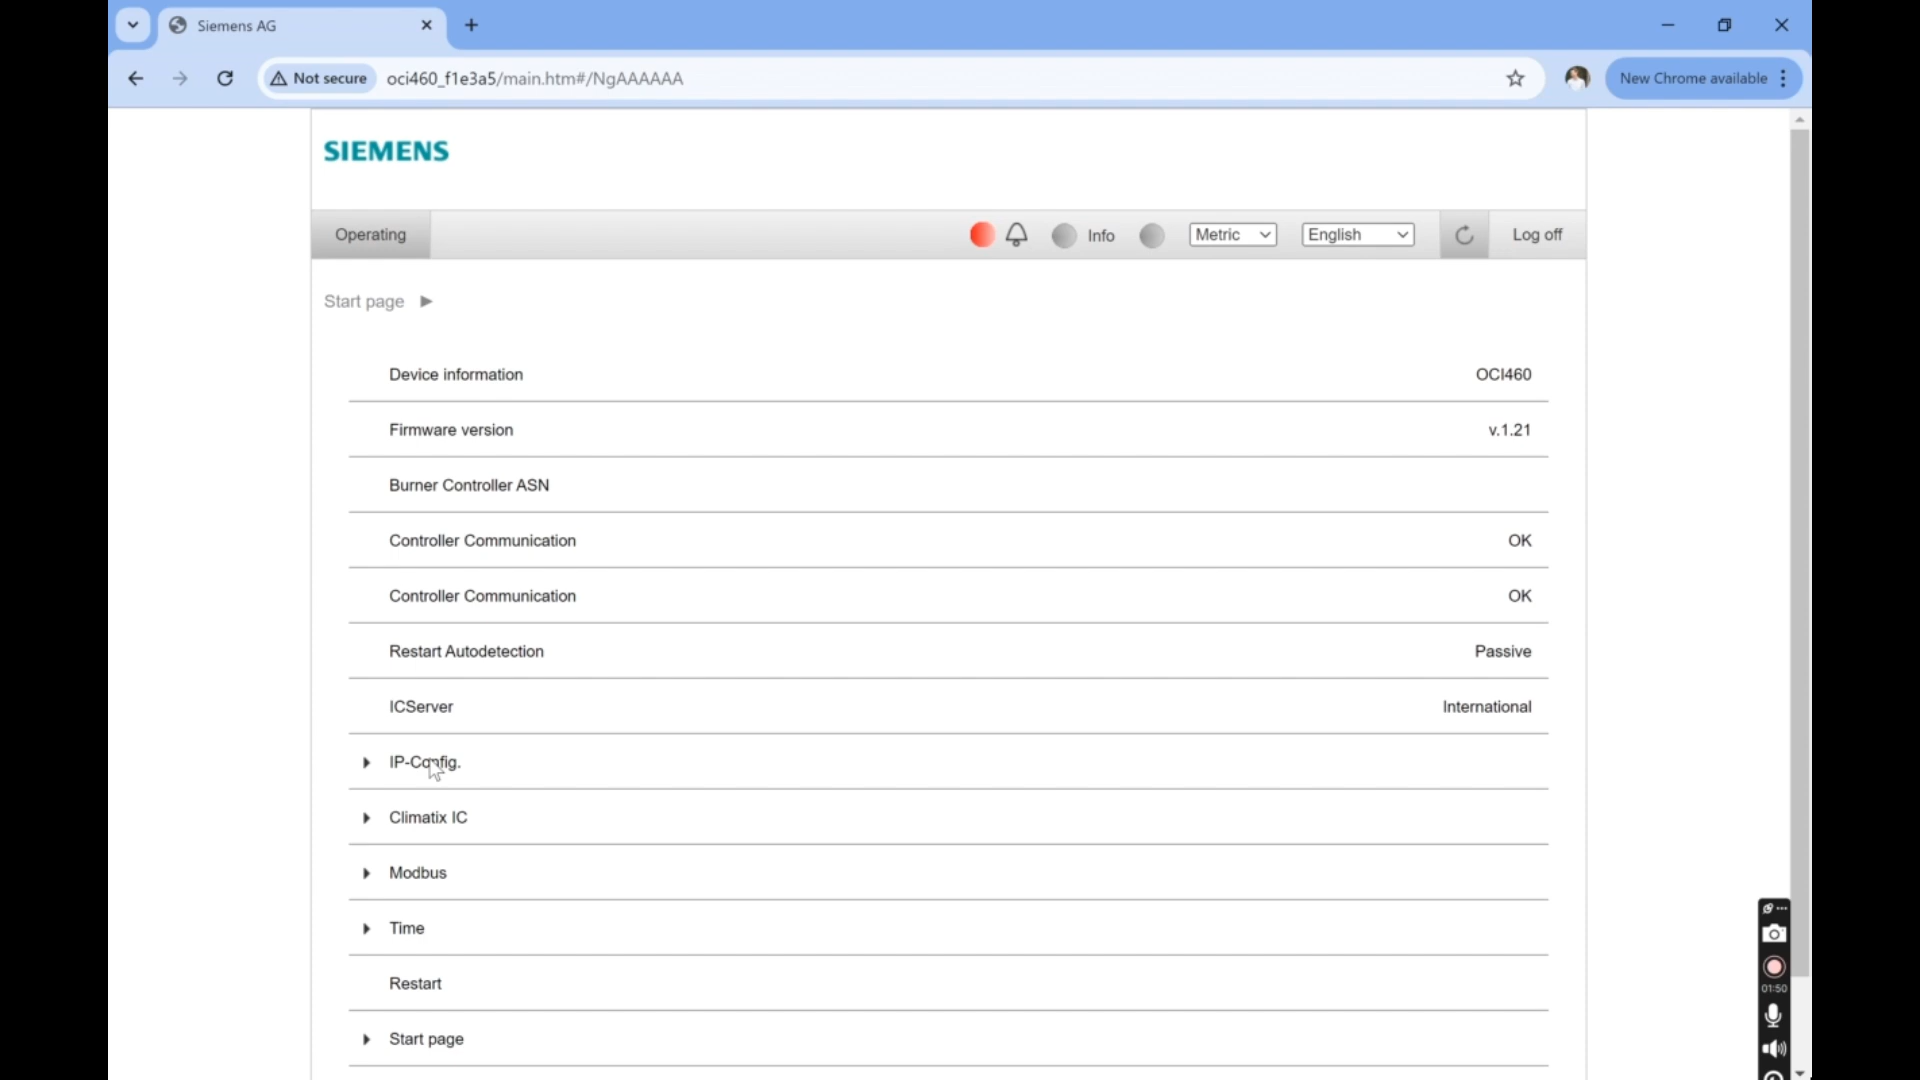 Siemens AG
Not secure
oci460_f1e3a5/main.htm#/NgAAAAAA
New Chrome available
SIEMENS
Operating
Info
Metric
English
Log off
Start page
Device information OCI460
Firmware version v.1.21
Burner Controller ASN
Controller Communication OK
Controller Communication OK
Restart Autodetection Passive
ICServer International
IP-Config.
Climatix IC
Modbus
Time
Restart
Start page
01:50